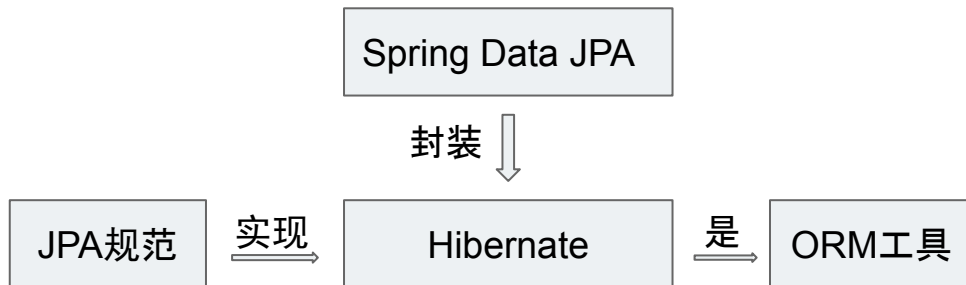 Spring Data JPA
封装
JPA规范
实现
Hibernate
是
ORM工具